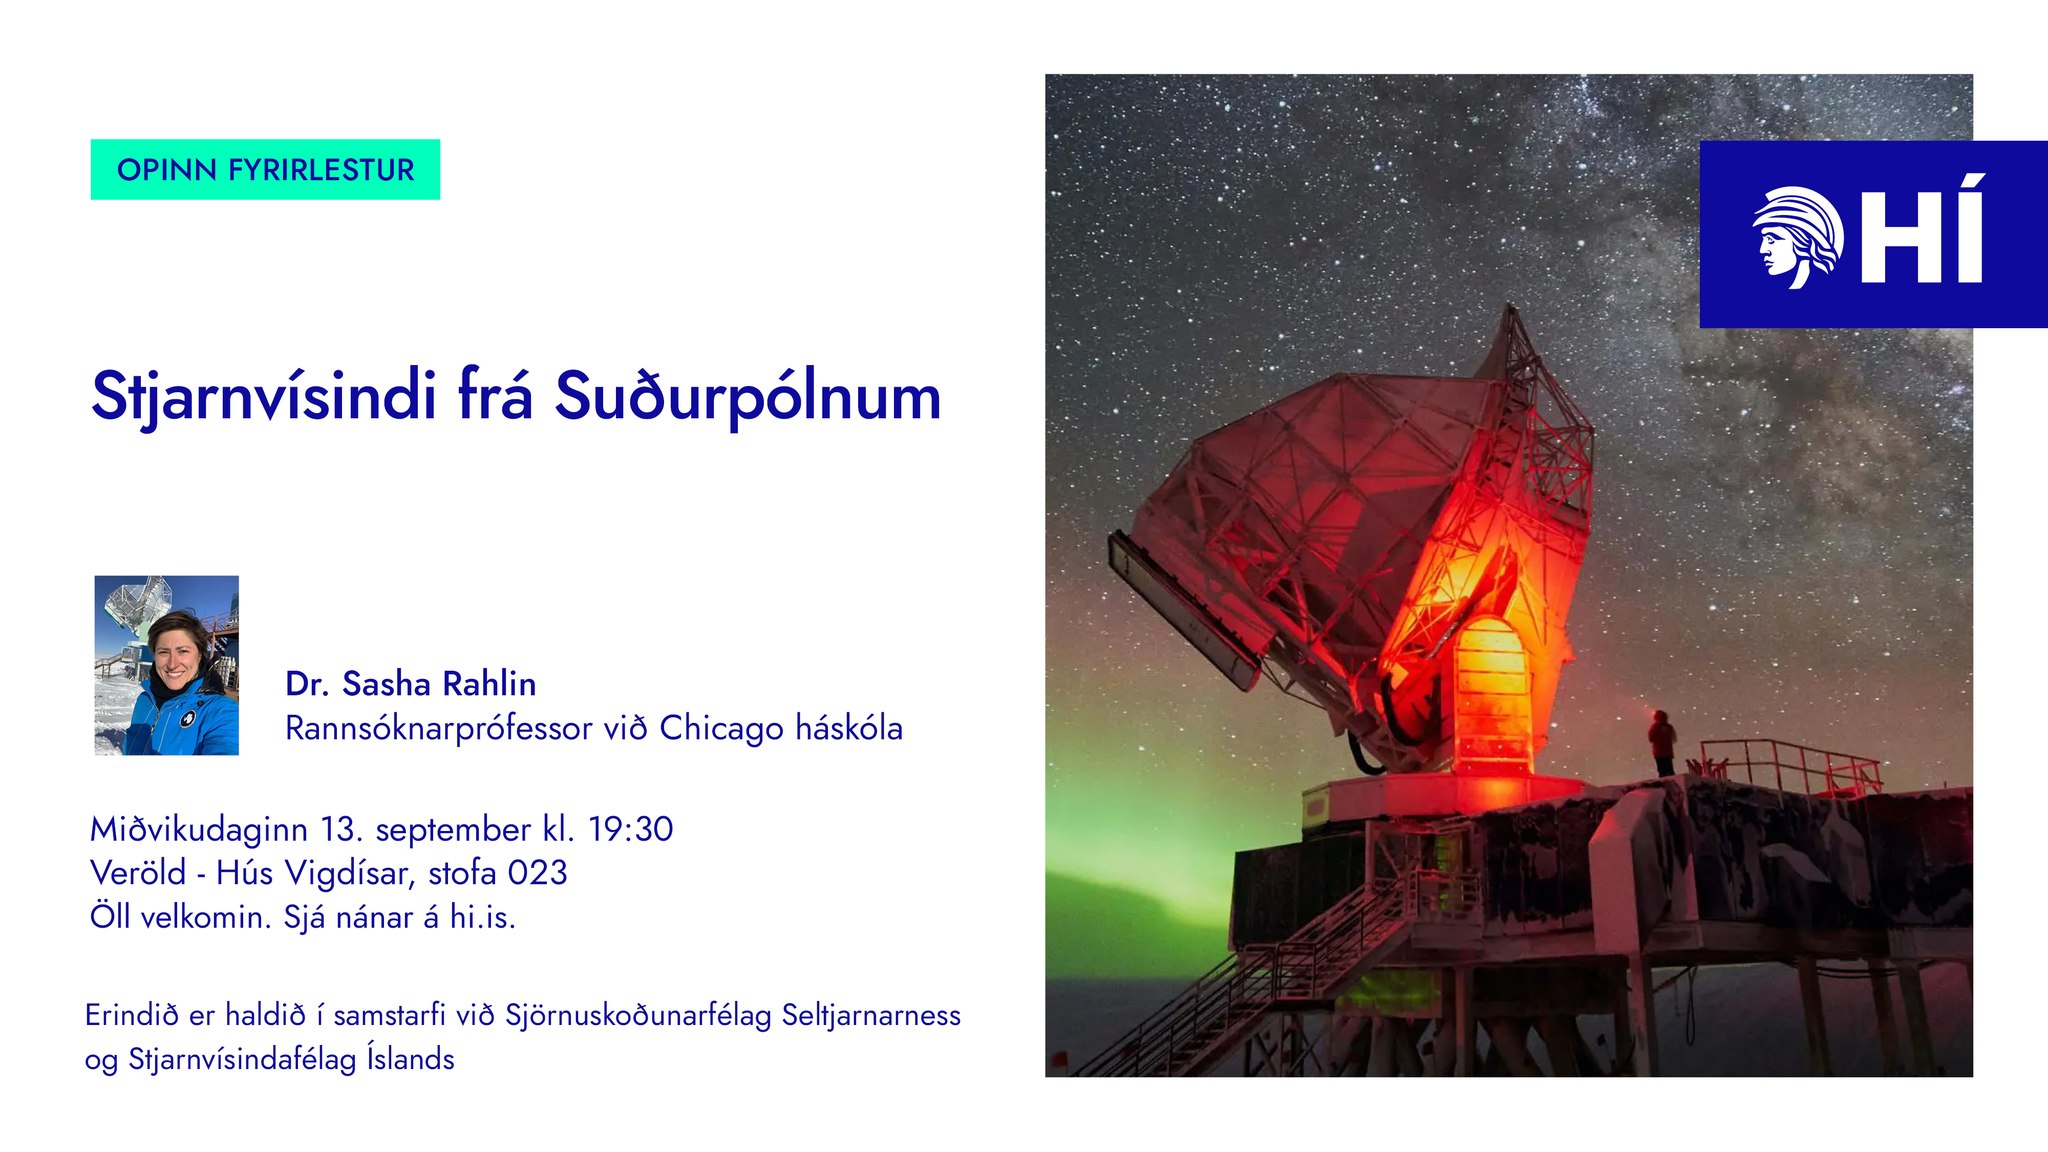 OPINN FYRIRLESTUR
HÍ
Stjarnvísindi frá Suðurpólnum
Dr. Sasha Rahlin
Rannsóknarprófessor við Chicago háskóla
Miðvikudaginn 13. september kl. 19:30
Veröld - Hús Vigdísar, stofa 023
Öll velkomin. Sjá nánar á hi.is.
Erindið er haldið í samstarfi við Sjörnuskoðunarfélag Seltjarnarness
og Stjarnvísindafélag Íslands